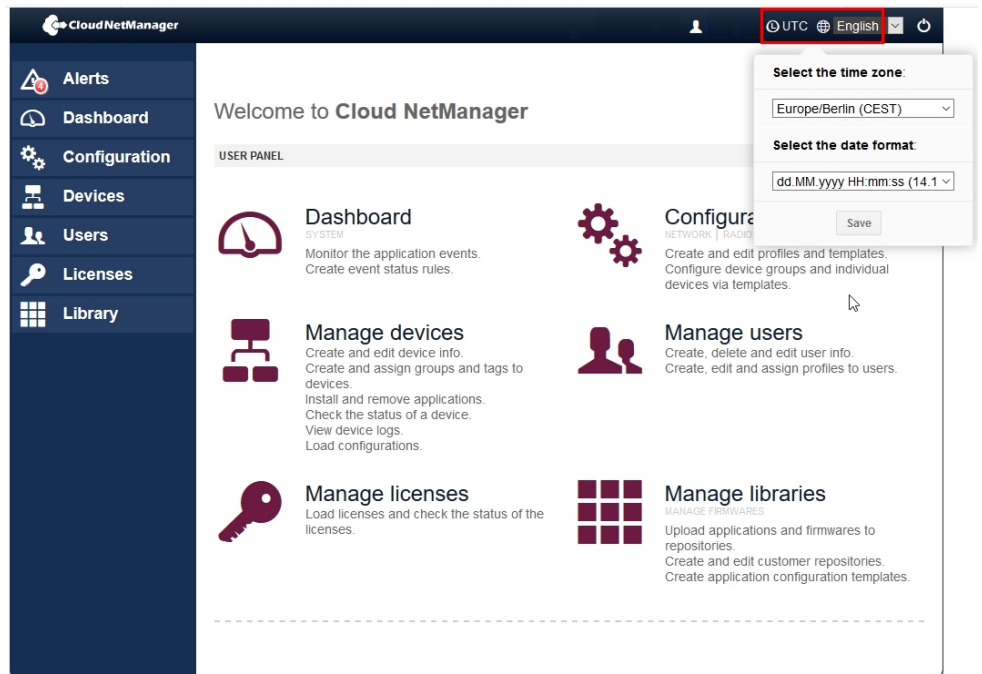 Cloud NetManager
UTC English
Alerts
4
Dashboard
Configuration
Devices
Users
Licenses
Library
Select the time zone:
Europe/Berlin (CEST)
Select the date format:
dd.MM.yyyy HH:mm:ss (14.1
Save
Welcome to Cloud NetManager
USER PANEL
Dashboard
SYSTEM
Monitor the application events.
Create event status rules.
Configura
NETWORK | RADIO
Create and edit profiles and templates.
Configure device groups and individual
devices via templates.
Manage devices
Create and edit device info.
Create and assign groups and tags to
devices.
Install and remove applications.
Check the status of a device.
View device logs.
Load configurations.
Manage users
Create, delete and edit user info.
Create, edit and assign profiles to users.
Manage licenses
Load licenses and check the status of the
licenses.
Manage libraries
MANAGE FIRMWARES
Upload applications and firmwares to
repositories.
Create and edit customer repositories.
Create application configuration templates.